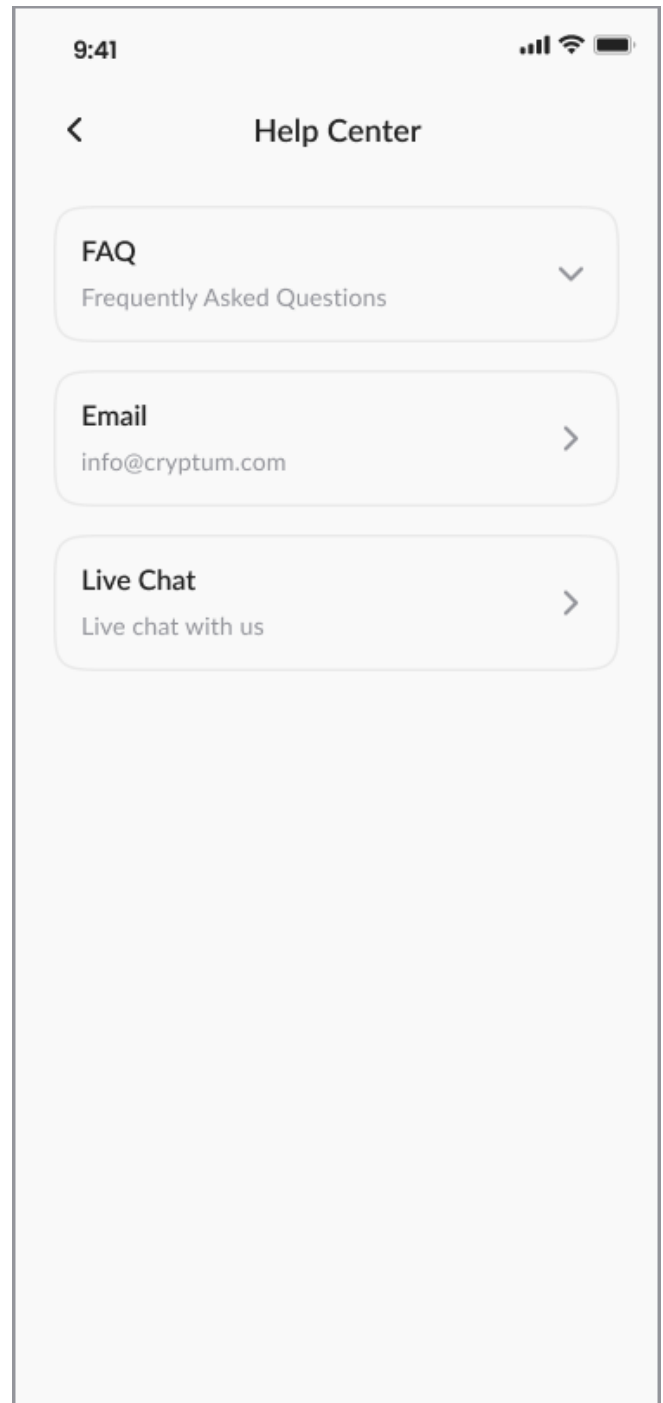 9:41
Help Center
FAQ
Frequently Asked Questions
Email
info@cryptum.com
Live Chat
Live chat with us